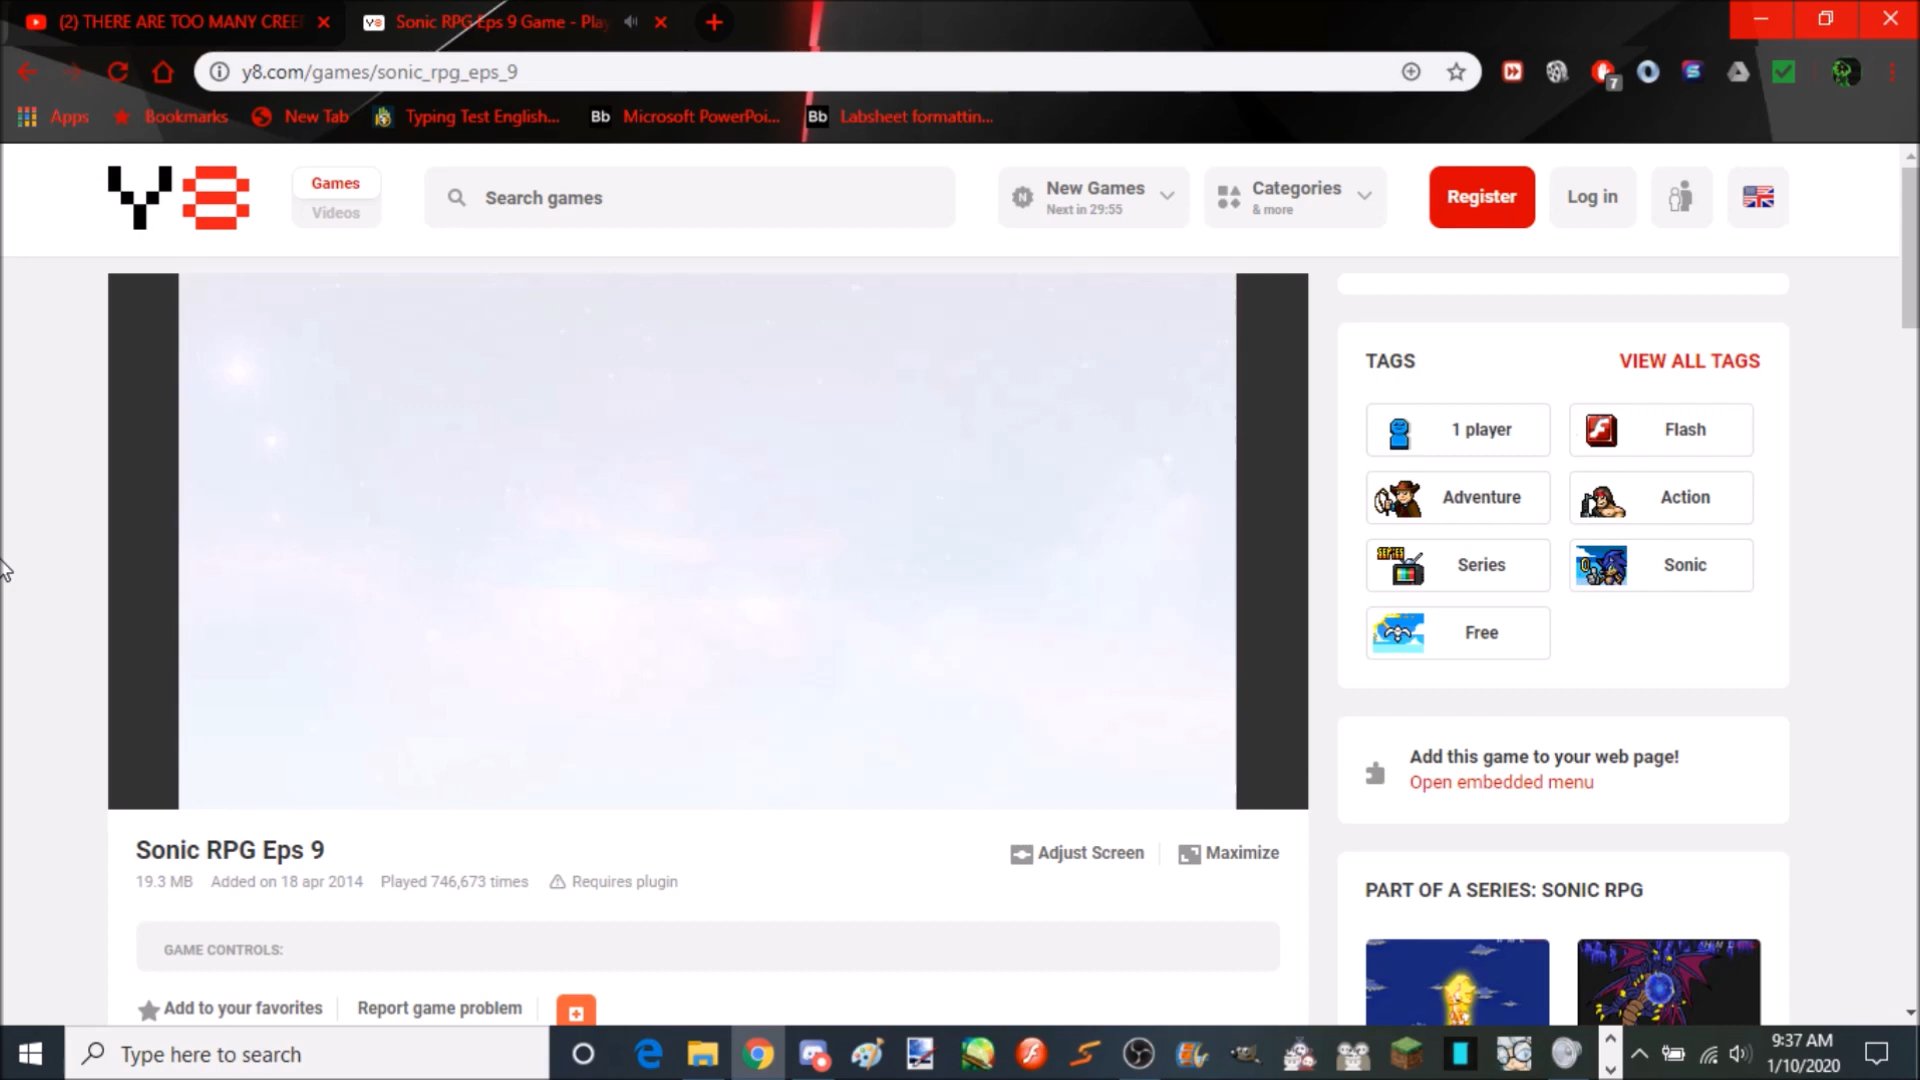 (2) THERE ARE TOO MANY CREEP
Sonic RPG Eps 9 Game - Play
y8.com/games/sonic_rpg_eps_9
7
Apps
Bookmarks
New Tab
Typing Test English...
Bb
Microsoft PowerPoi...
Bb
Labsheet formattin...
Y8
Games
Videos
Search games
New Games
Next in 29:55
Categories
& more
Register
Log in
TAGS
VIEW ALL TAGS
1 player
Flash
Adventure
Action
SERIES
Series
Sonic
Free
Add this game to your web page!
Open embedded menu
Sonic RPG Eps 9
Adjust Screen
Maximize
19.3 MB
Added on 18 apr 2014
Played 746,673 times
Requires plugin
PART OF A SERIES: SONIC RPG
GAME CONTROLS:
Add to your favorites
Report game problem
Type here to search
9:37 AM
1/10/2020